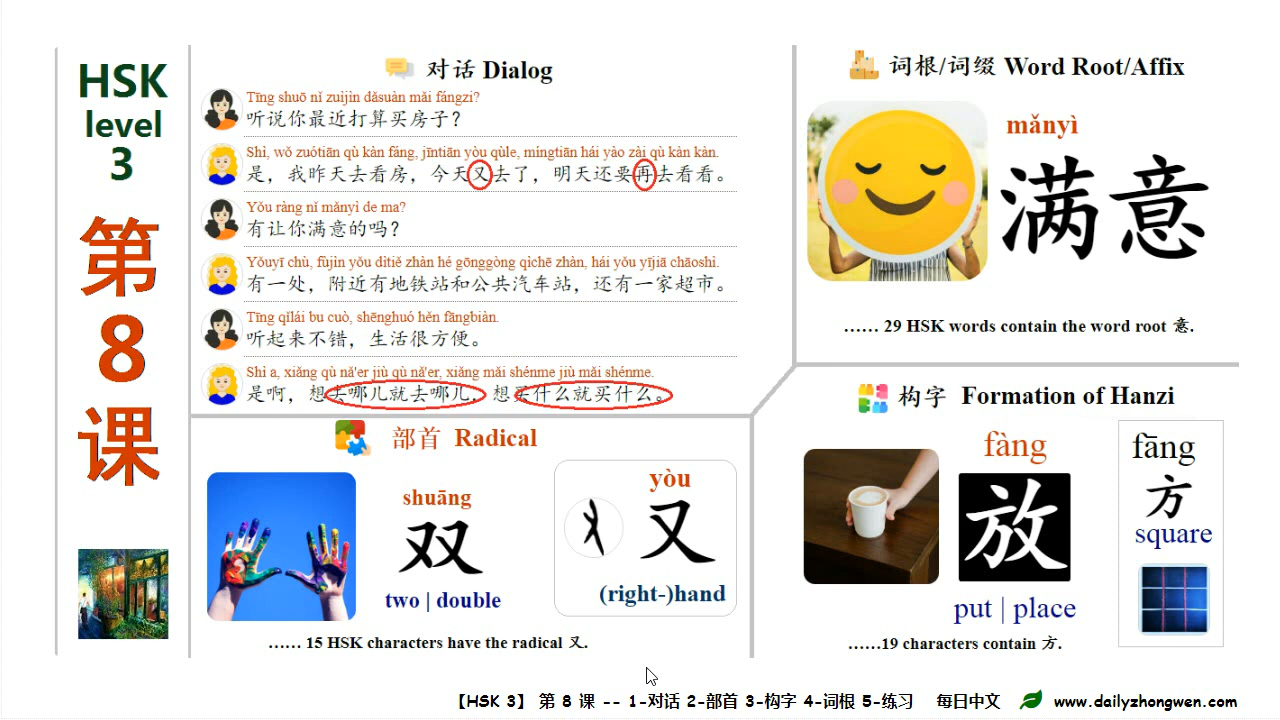 HSK
level
3
第
8
课
对话 Dialog
Tīng shuō nǐ zuìjìn dǎsuàn mǎi fángzi?
听说你最近打算买房子？
Shì, wǒ zuótiān qù kàn fáng, jīntiān yòu qùle, míngtiān hái yào zài qù kàn kàn.
是，我昨天去看房，今天又去了，明天还要再去看看。
Yǒu ràng nǐ mǎnyì de ma?
有让你满意的吗？
Yǒuyī chù, fùjìn yǒu dìtiě zhàn hé gōnggòng qìchē zhàn, hái yǒu yījiā chāoshì.
有一处，附近有地铁站和公共汽车站，还有一家超市。
Tīng qǐlái bu cuò, shēnghuó hěn fāngbiàn.
听起来不错，生活很方便。
Shì a, xiǎng qù nǎ'er jiù qù nǎ'er, xiǎng mǎi shénme jiù mǎi shénme.
是啊，想去哪儿就去哪儿，想买什么就买什么。
词根/词缀 Word Root/Affix
mǎnyì
满意
…… 29 HSK words contain the word root 意.
部首 Radical
shuāng
双
two | double
yòu
又
(right-)hand
…… 15 HSK characters have the radical 又.
构字 Formation of Hanzi
fàng
放
put | place
fāng
方
square
……19 characters contain 方.
【HSK 3】 第 8 课 -- 1-对话 2-部首 3-构字 4-词根 5-练习 每日中文 www.dailyzhongwen.com